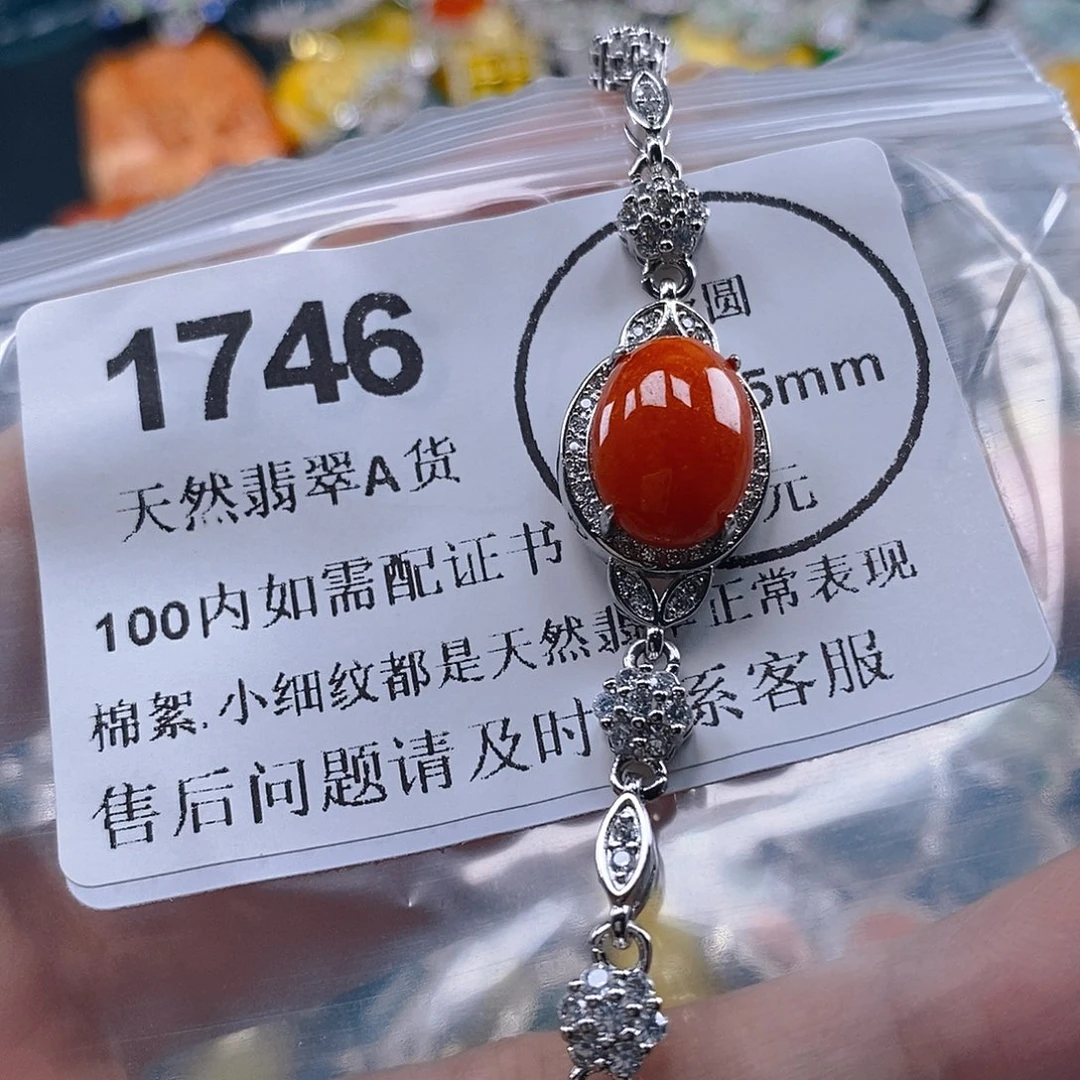 1746
圆
5mm
元
天然翡翠A货
100内如需配证书
棉絮.小细纹都是天然翡翠正常表现
售后问题请及时 系客服